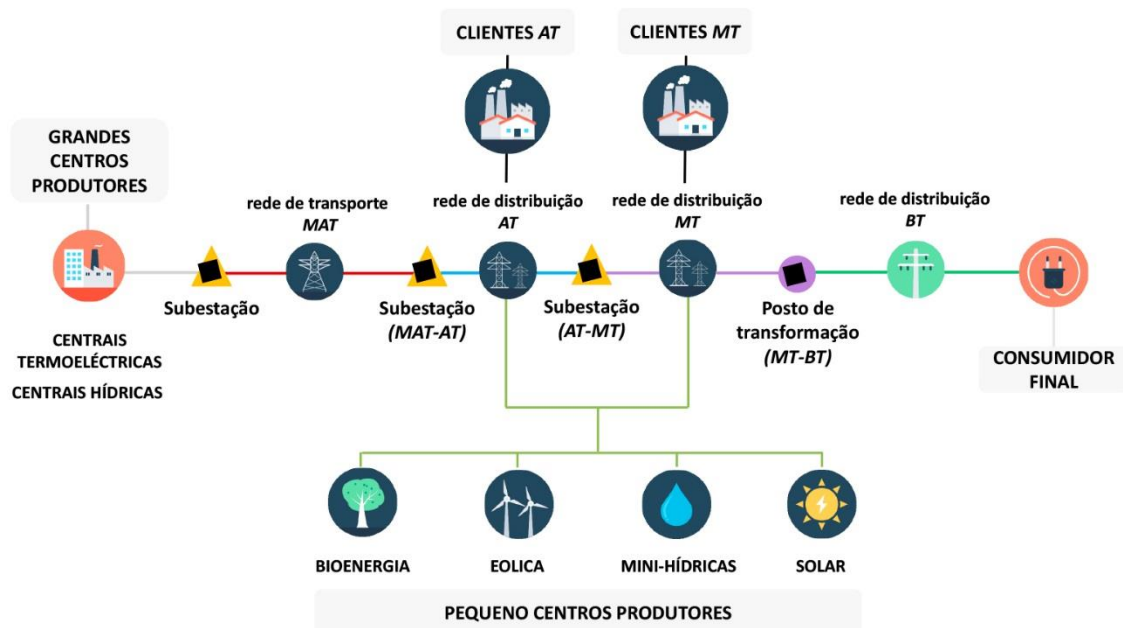 CLIENTES AT
CLIENTES MT
GRANDES
CENTROS
PRODUTORES
rede de transporte
MAT
rede de distribuição
AT
rede de distribuição
MT
rede de distribuição
BT
Subestação
Subestação
(MAT-AT)
Subestação
(AT-MT)
Posto de
transformação
(MT-BT)
CENTRAIS
TERMOELÉCTRICAS
CENTRAIS HÍDRICAS
CONSUMIDOR
FINAL
BIOENERGIA
EOLICA
MINI-HÍDRICAS
SOLAR
PEQUENO CENTROS PRODUTORES